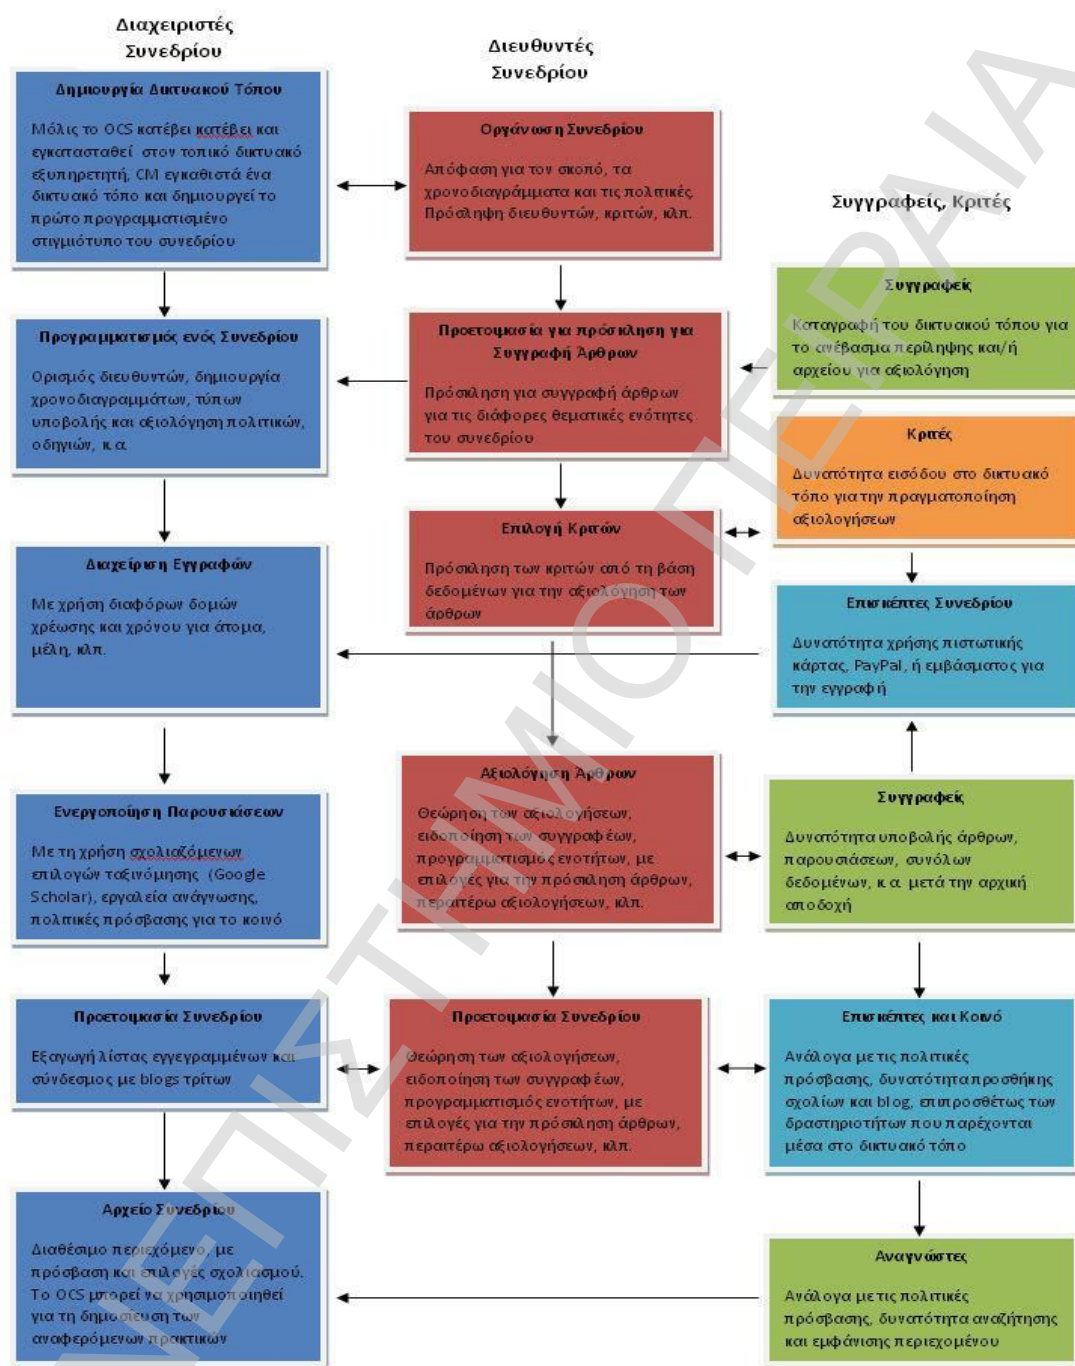 Διαχειριστές
Συνεδρίου
Δημιουργία Δικτυακού Τόπου
Μόλις το OCS κατέβει κατέβει και
εγκατασταθεί στον τοπικό δικτυακό
εξυπηρετητή, CM εγκαθιστά ένα
δικτυακό τόπο και δημιουργεί το
πρώτο προγραμματισμένο
στιγμιότυπο του συνεδρίου
Προγραμματισμός ενός Συνεδρίου
Ορισμός διευθυντών, δημιουργία
χρονοδιαγραμμάτων, τύπων
υποβολής και αξιολόγηση πολιτικών,
οδηγιών, κ.α.
Διαχείριση Εγγραφών
Με χρήση διαφόρων δομών
χρέωσης και χρόνου για άτομα,
μέλη, κλπ.
Ενεργοποίηση Παρουσιάσεων
Με τη χρήση σχολιαζόμενων
επιλογών ταξινόμησης (Google
Scholar), εργαλεία ανάγνωσης,
πολιτικές πρόσβασης για το κοινό
Προετοιμασία Συνεδρίου
Εξαγωγή λίστας εγγεγραμμένων και
σύνδεσμος με blogs τρίτων
Αρχείο Συνεδρίου
Διαθέσιμο περιεχόμενο, με
πρόσβαση και επιλογές σχολιασμού.
Το OCS μπορεί να χρησιμοποιηθεί
για τη δημοσίευση των
αναφερόμενων πρακτικών
Διευθυντές
Συνεδρίου
Οργάνωση Συνεδρίου
Απόφαση για τον σκοπό, τα
χρονοδιαγράμματα και τις πολιτικές.
Πρόσληψη διευθυντών, κριτών, κλπ.
Προετοιμασία για πρόσκληση για
Συγγραφή Άρθρων
Πρόσκληση για συγγραφή άρθρων
για τις διάφορες θεματικές ενότητες
του συνεδρίου
Επιλογή Κριτών
Πρόσκληση των κριτών από τη βάση
δεδομένων για την αξιολόγηση των
άρθρων
Αξιολόγηση Άρθρων
Θεώρηση των αξιολογήσεων,
ειδοποίηση των συγγραφέων,
προγραμματισμός ενοτήτων, με
επιλογές για την πρόσκληση άρθρων,
περαιτέρω αξιολογήσεων, κλπ.
Προετοιμασία Συνεδρίου
Θεώρηση των αξιολογήσεων,
ειδοποίηση των συγγραφέων,
προγραμματισμός ενοτήτων, με
επιλογές για την πρόσκληση άρθρων,
περαιτέρω αξιολογήσεων, κλπ.
Συγγραφείς, Κριτές
Συγγραφείς
Καταγραφή του δικτυακού τόπου για
το ανέβασμα περίληψης και/ή
αρχείου για αξιολόγηση
Κριτές
Δυνατότητα εισόδου στο δικτυακό
τόπο για την πραγματοποίηση
αξιολογήσεων
Επισκέπτες Συνεδρίου
Δυνατότητα χρήσης πιστωτικής
κάρτας, PayPal, ή εμβάσματος για
την εγγραφή
Συγγραφείς
Δυνατότητα υποβολής άρθρων,
παρουσιάσεων, συνόλων
δεδομένων, κ.α. μετά την αρχική
αποδοχή
Επισκέπτες και Κοινό
Ανάλογα με τις πολιτικές
πρόσβασης, δυνατότητα προσθήκης
σχολίων και blog, επιπροσθέτως των
δραστηριοτήτων που παρέχονται
μέσα στο δικτυακό τόπο
Αναγνώστες
Ανάλογα με τις πολιτικές
πρόσβασης, δυνατότητα αναζήτησης
και εμφάνισης περιεχομένου
ΝΕΠΙΣΤΗΜΙΟ ΠΕΙΡΑΙΑ